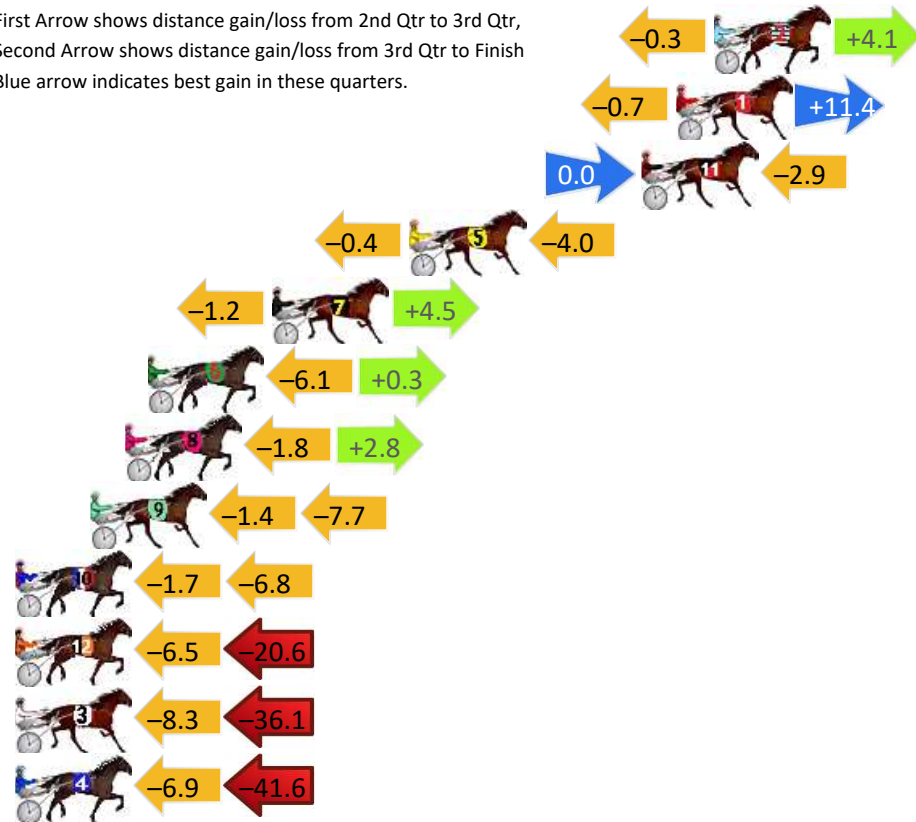 First Arrow shows distance gain/loss from 2nd Qtr to 3rd Qtr,
Second Arrow shows distance gain/loss from 3rd Qtr to Finish
Blue arrow indicates best gain in these quarters.
–0.3 2 +4.1
–0.7 1 +11.4
0.0 11 –2.9
–0.4 5 –4.0
–1.2 7 +4.5
6 –6.1 +0.3
8 –1.8 +2.8
9 –1.4 –7.7
10 –1.7 –6.8
12 –6.5 –20.6
3 –8.3 –36.1
4 –6.9 –41.6